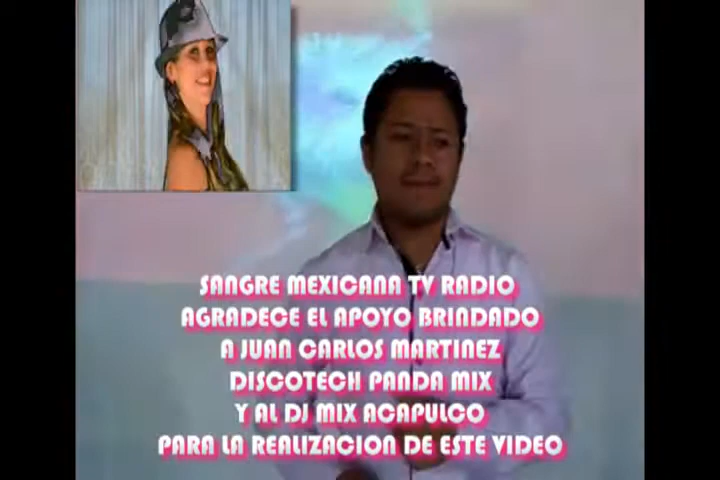 SANGRE MEXICANA TV RADIO
AGRADECE EL APOYO BRINDADO
A JUAN CARLOS MARTINEZ
DISCOTECH PANDA MIX
Y AL DJ MIX ACAPULCO
PARA LA REALIZACION DE ESTE VIDEO